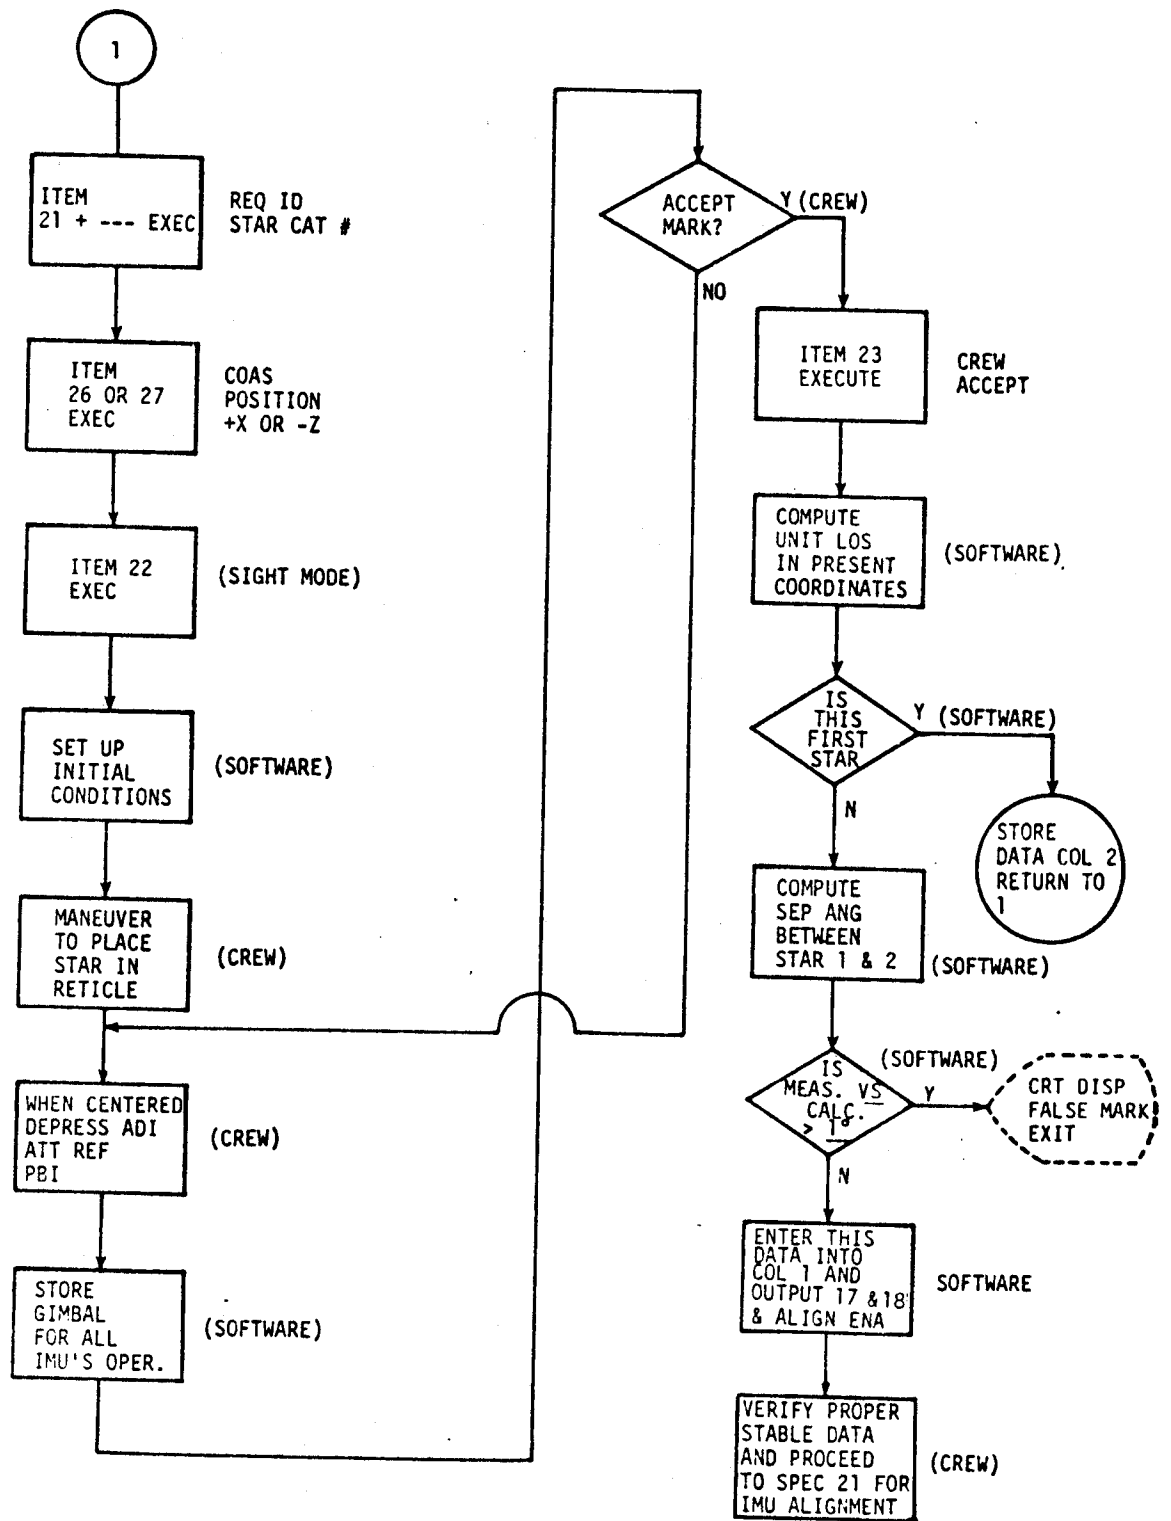 1
ITEM
21 + --- EXEC
REQ ID
STAR CAT #
ITEM
26 OR 27
EXEC
COAS
POSITION
+X OR -Z
ITEM 22
EXEC
(SIGHT MODE)
SET UP
INITIAL
CONDITIONS
(SOFTWARE)
MANEUVER
TO PLACE
STAR IN
RETICLE
(CREW)
WHEN CENTERED
DEPRESS ADI
ATT REF
PBI
(CREW)
STORE
GIMBAL
FOR ALL
IMU'S OPER.
(SOFTWARE)
ACCEPT
MARK?
Y (CREW)
NO
ITEM 23
EXECUTE
CREW
ACCEPT
COMPUTE
UNIT LOS
IN PRESENT
COORDINATES
(SOFTWARE)
IS
THIS
FIRST
STAR
Y (SOFTWARE)
N
STORE
DATA COL 2
RETURN TO
1
COMPUTE
SEP ANG
BETWEEN
STAR 1 & 2
(SOFTWARE)
IS
MEAS. VS
CALC.
> 1°
(SOFTWARE)
Y
N
CRT DISP
FALSE MARK
EXIT
ENTER THIS
DATA INTO
COL 1 AND
OUTPUT 17 &18
& ALIGN ENA
SOFTWARE
VERIFY PROPER
STABLE DATA
AND PROCEED
TO SPEC 21 FOR
IMU ALIGNMENT
(CREW)